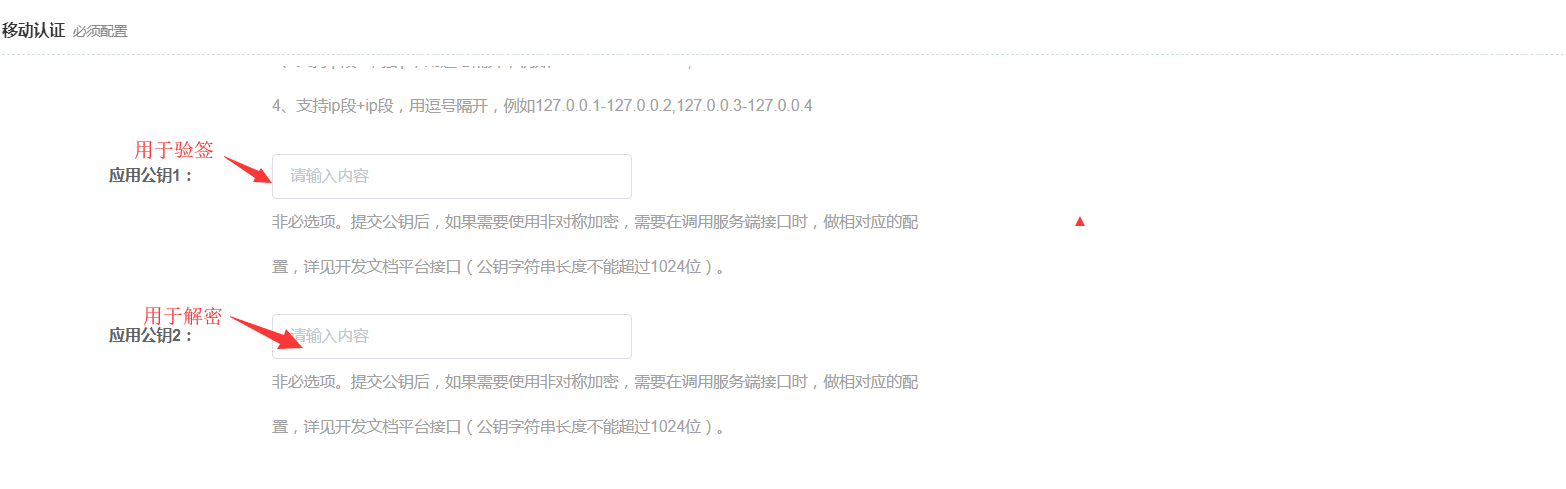 移动认证 必须配置
4、支持ip段+ip段，用逗号隔开，例如127.0.0.1-127.0.0.2,127.0.0.3-127.0.0.4
用于验签
应用公钥1：
请输入内容
非必选项。提交公钥后，如果需要使用非对称加密，需要在调用服务端接口时，做相对应的配
置，详见开发文档平台接口（公钥字符串长度不能超过1024位）。
用于解密
应用公钥2：
请输入内容
非必选项。提交公钥后，如果需要使用非对称加密，需要在调用服务端接口时，做相对应的配
置，详见开发文档平台接口（公钥字符串长度不能超过1024位）。